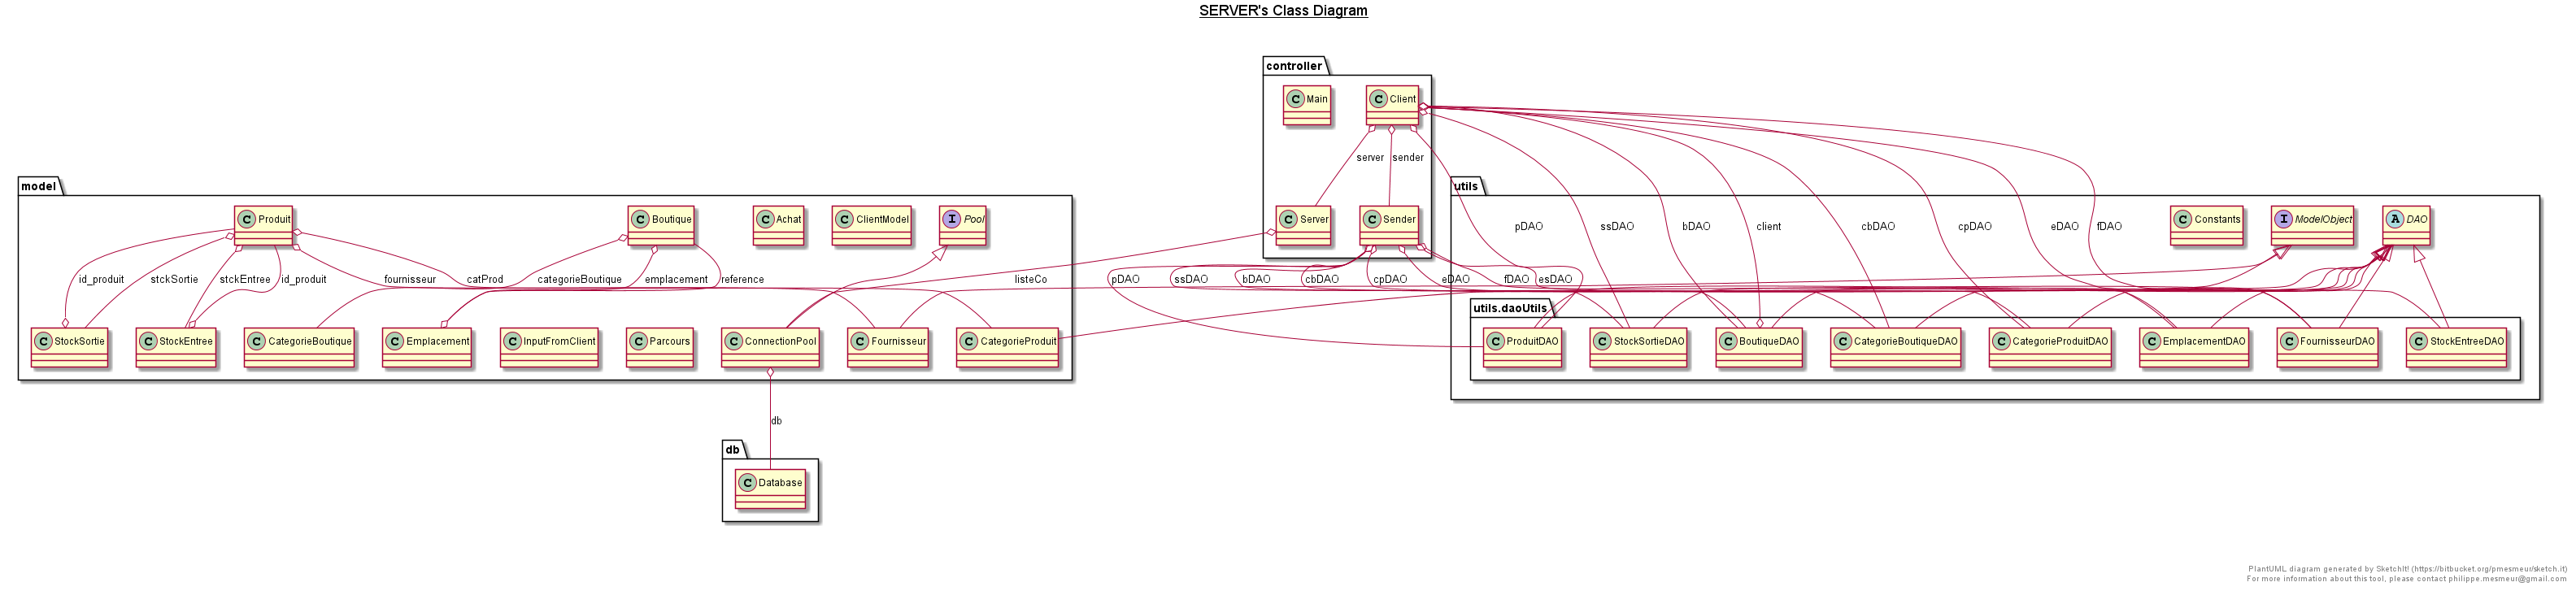 SERVER's Class Diagram
controller
C Main
C Client
server
sender
model
utils
C Produit
C Boutique
C Achat
C ClientModel
I Pool
C Server
C Sender
C Constants
I ModelObject
A DAO
pDAO
ssDAO
bDAO
client
cbDAO
cpDAO
eDAO
fDAO
id_produit
stckSortie
stckEntree
id_produit
fournisseur
catProd
categorieBoutique
emplacement
reference
listeCo
pDAO
ssDAO
bDAO
cbDAO
cpDAO
eDAO
fDAO
esDAO
utils.daoUtils
C StockSortie
C StockEntree
C CategorieBoutique
C Emplacement
C InputFromClient
C Parcours
C ConnectionPool
C Fournisseur
C CategorieProduit
C ProduitDAO
C StockSortieDAO
C BoutiqueDAO
C CategorieBoutiqueDAO
C CategorieProduitDAO
C EmplacementDAO
C FournisseurDAO
C StockEntreeDAO
db
db
C Database
PlantUML diagram generated by SketchIt! (https://bitbucket.org/pmesmeur/sketch.it)
For more information about this tool, please contact philippe.mesmeur@gmail.com